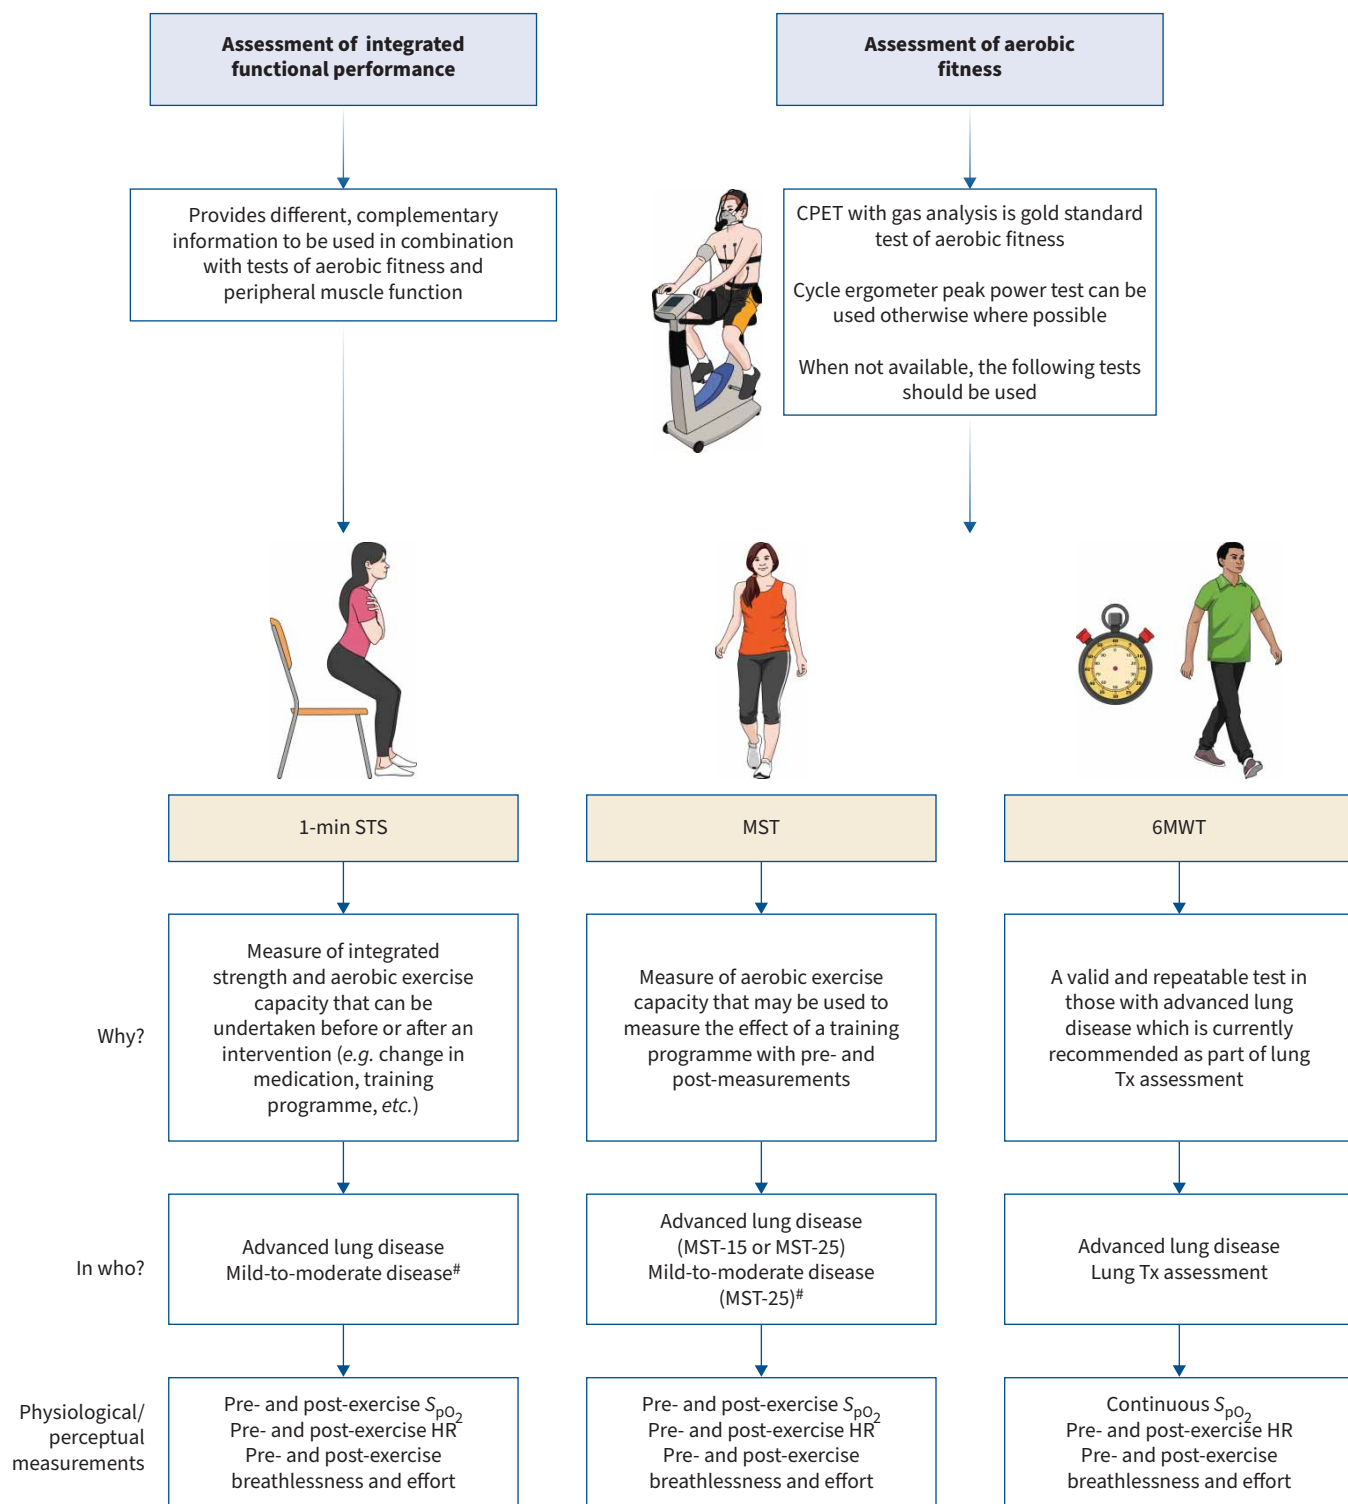 Assessment of integrated
functional performance
Assessment of aerobic
fitness
Provides different, complementary
information to be used in combination
with tests of aerobic fitness and
peripheral muscle function
CPET with gas analysis is gold standard
test of aerobic fitness
Cycle ergometer peak power test can be
used otherwise where possible
When not available, the following tests
should be used
1-min STS
MST
6MWT
Why?
Measure of integrated
strength and aerobic exercise
capacity that can be
undertaken before or after an
intervention (e.g. change in
medication, training
programme, etc.)
Measure of aerobic exercise
capacity that may be used to
measure the effect of a training
programme with pre- and
post-measurements
A valid and repeatable test in
those with advanced lung
disease which is currently
recommended as part of lung
Tx assessment
In who?
Advanced lung disease
Mild-to-moderate disease#
Advanced lung disease
(MST-15 or MST-25)
Mild-to-moderate disease
(MST-25)#
Advanced lung disease
Lung Tx assessment
Physiological/
perceptual
measurements
Pre- and post-exercise SpO2
Pre- and post-exercise HR
Pre- and post-exercise
breathlessness and effort
Pre- and post-exercise SpO2
Pre- and post-exercise HR
Pre- and post-exercise
breathlessness and effort
Continuous SpO2
Pre- and post-exercise HR
Pre- and post-exercise
breathlessness and effort